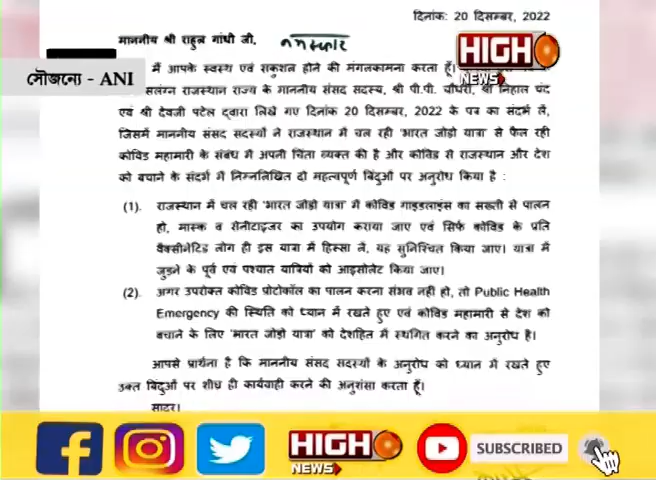 दिनांक: 20 दिसम्बर, 2022
माननीय श्री राहुल गांधी जी,
नमस्कार
HIGH
NEWS
সৌজন্যে - ANI
में आपके स्वस्थ एवं सकुशल होने की मंगलकामना करता हूँ।
सलंग्न राजस्थान राज्य के माननीय संसद सदस्य, श्री पी.पी. चौधरी, श्री निहाल चंद
एवं श्री देवजी पटेल द्वारा लिखे गए दिनांक 20 दिसम्बर, 2022 के पत्र का संदर्भ लें,
जिसमें माननीय संसद सदस्यों ने राजस्थान में चल रही 'भारत जोड़ो यात्रा' से फैल रही
कोविड महामारी के संबंध में अपनी चिंता व्यक्त की है और कोविड से राजस्थान और देश
को बचाने के संदर्भ में निम्नलिखित दो महत्वपूर्ण बिंदुओं पर अनुरोध किया है :
(1). राजस्थान में चल रही 'भारत जोड़ो यात्रा' में कोविड गाइडलाइंस का सख्ती से पालन
हो, मास्क व सेनीटाइजर का उपयोग कराया जाए एवं सिर्फ कोविड के प्रति
वैक्सीनेटिड लोग ही इस यात्रा में हिस्सा लें, यह सुनिश्चित किया जाए। यात्रा में
जुड़ने के पूर्व एवं पश्चात यात्रियों को आइसोलेट किया जाए।
(2). अगर उपरोक्त कोविड प्रोटोकॉल का पालन करना संभव नहीं हो, तो Public Health
Emergency की स्थिति को ध्यान में रखते हुए एवं कोविड महामारी से देश को
बचाने के लिए 'भारत जोड़ो यात्रा' को देशहित में स्थगित करने का अनुरोध है।
आपसे प्रार्थना है कि माननीय संसद सदस्यों के अनुरोध को ध्यान में रखते हुए
उक्त बिंदुओं पर शीघ्र ही कार्यवाही करने की अनुशंसा करता हूँ।
सादर।
HIGH
NEWS
SUBSCRIBED